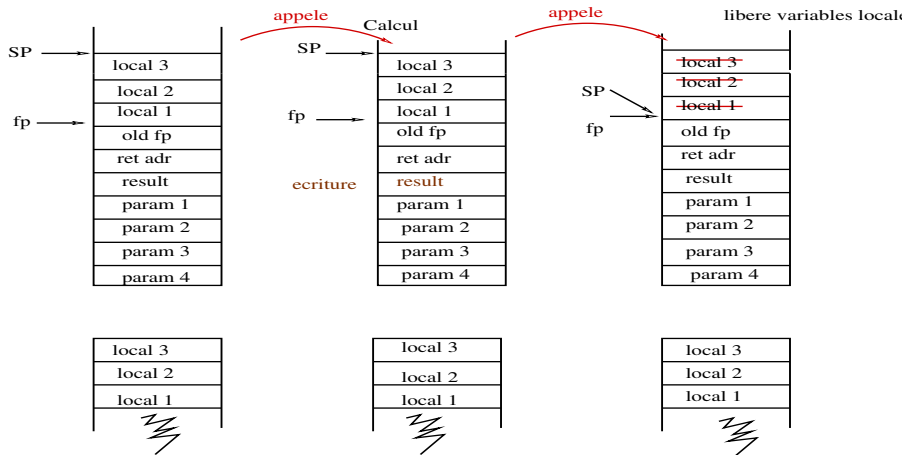 appele
Calcul
appele
libere variables locale
SP
local 3
local 2
local 1
fp
old fp
ret adr
result
param 1
param 2
param 3
param 4
local 3
local 2
local 1
SP
local 3
local 2
local 1
fp
old fp
ret adr
ecriture
result
param 1
param 2
param 3
param 4
local 3
local 2
local 1
local 3
local 2
SP
local 1
fp
old fp
ret adr
result
param 1
param 2
param 3
param 4
local 3
local 2
local 1